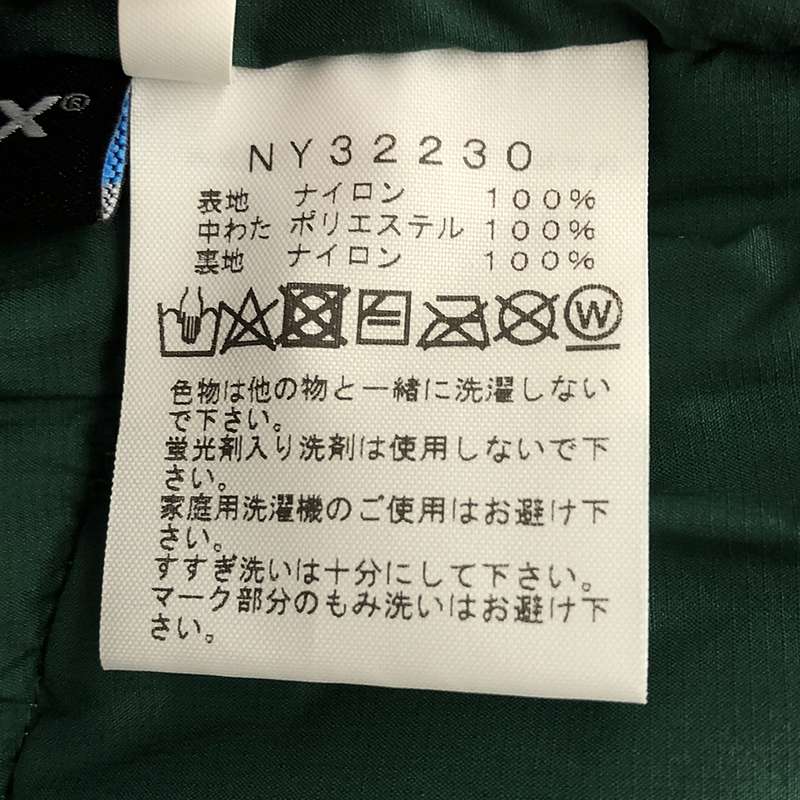 X®
NY32230
表地 ナイロン 100%
中わた ポリエステル 100%
裏地 ナイロン 100%
W
色物は他の物と一緒に洗濯しない
で下さい。
蛍光剤入り洗剤は使用しないで下
さい。
家庭用洗濯機のご使用はお避け下
さい。
すすぎ洗いは十分にして下さい。
マーク部分のもみ洗いはお避け下
さい。